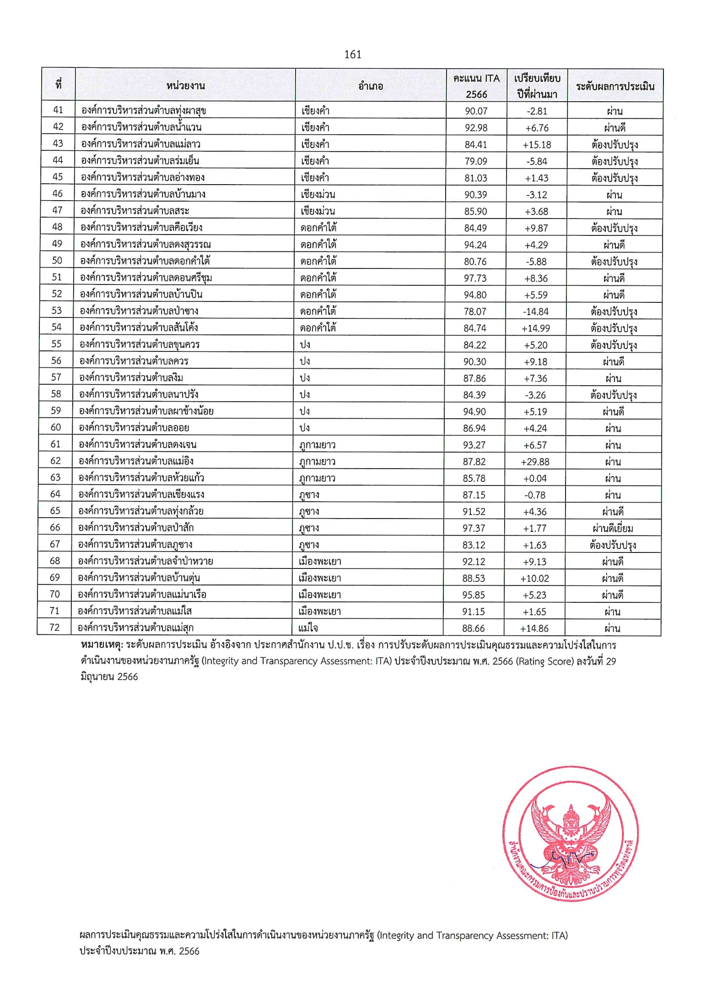 161
ที่ หน่วยงาน อำเภอ คะแนน ITA 2566 เปรียบเทียบ ปีที่ผ่านมา ระดับผลการประเมิน
41 องค์การบริหารส่วนตำบลทุ่งผาสุข เชียงคำ 90.07 -2.81 ผ่าน
42 องค์การบริหารส่วนตำบลน้ำแวน เชียงคำ 92.98 +6.76 ผ่านดี
43 องค์การบริหารส่วนตำบลแม่ลาว เชียงคำ 84.41 +15.18 ต้องปรับปรุง
44 องค์การบริหารส่วนตำบลร่มเย็น เชียงคำ 79.09 -5.84 ต้องปรับปรุง
45 องค์การบริหารส่วนตำบลอ่างทอง เชียงคำ 81.03 +1.43 ต้องปรับปรุง
46 องค์การบริหารส่วนตำบลบ้านมาง เชียงม่วน 90.39 -3.12 ผ่าน
47 องค์การบริหารส่วนตำบลสระ เชียงม่วน 85.90 +3.68 ผ่าน
48 องค์การบริหารส่วนตำบลคือเวียง ดอกคำใต้ 84.49 +9.87 ต้องปรับปรุง
49 องค์การบริหารส่วนตำบลดงสุวรรณ ดอกคำใต้ 94.24 +4.29 ผ่านดี
50 องค์การบริหารส่วนตำบลดอกคำใต้ ดอกคำใต้ 80.76 -5.88 ต้องปรับปรุง
51 องค์การบริหารส่วนตำบลดอนศรีชุม ดอกคำใต้ 97.73 +8.36 ผ่านดี
52 องค์การบริหารส่วนตำบลบ้านปิน ดอกคำใต้ 94.80 +5.59 ผ่านดี
53 องค์การบริหารส่วนตำบลป่าซาง ดอกคำใต้ 78.07 -14.84 ต้องปรับปรุง
54 องค์การบริหารส่วนตำบลสันโค้ง ดอกคำใต้ 84.74 +14.99 ต้องปรับปรุง
55 องค์การบริหารส่วนตำบลขุนควร ปง 84.22 +5.20 ต้องปรับปรุง
56 องค์การบริหารส่วนตำบลควร ปง 90.30 +9.18 ผ่านดี
57 องค์การบริหารส่วนตำบลงิม ปง 87.86 +7.36 ผ่าน
58 องค์การบริหารส่วนตำบลนาปรัง ปง 84.39 -3.26 ต้องปรับปรุง
59 องค์การบริหารส่วนตำบลผาช้างน้อย ปง 94.90 +5.19 ผ่านดี
60 องค์การบริหารส่วนตำบลออย ปง 86.94 +4.24 ผ่าน
61 องค์การบริหารส่วนตำบลดงเจน ภูกามยาว 93.27 +6.57 ผ่าน
62 องค์การบริหารส่วนตำบลแม่อิง ภูกามยาว 87.82 +29.88 ผ่าน
63 องค์การบริหารส่วนตำบลห้วยแก้ว ภูกามยาว 85.78 +0.04 ผ่าน
64 องค์การบริหารส่วนตำบลเชียงแรง ภูซาง 87.15 -0.78 ผ่าน
65 องค์การบริหารส่วนตำบลทุ่งกล้วย ภูซาง 91.52 +4.36 ผ่านดี
66 องค์การบริหารส่วนตำบลป่าสัก ภูซาง 97.37 +1.77 ผ่านดีเยี่ยม
67 องค์การบริหารส่วนตำบลภูซาง ภูซาง 83.12 +1.63 ต้องปรับปรุง
68 องค์การบริหารส่วนตำบลจำป่าหวาย เมืองพะเยา 92.12 +9.13 ผ่านดี
69 องค์การบริหารส่วนตำบลบ้านตุ่น เมืองพะเยา 88.53 +10.02 ผ่านดี
70 องค์การบริหารส่วนตำบลแม่นาเรือ เมืองพะเยา 95.85 +5.23 ผ่านดี
71 องค์การบริหารส่วนตำบลแม่ใส เมืองพะเยา 91.15 +1.65 ผ่าน
72 องค์การบริหารส่วนตำบลแม่สุก แม่ใจ 88.66 +14.86 ผ่าน
หมายเหตุ: ระดับผลการประเมิน อ้างอิงจาก ประกาศสำนักงาน ป.ป.ช. เรื่อง การปรับระดับผลการประเมินคุณธรรมและความโปร่งใสในการ
ดำเนินงานของหน่วยงานภาครัฐ (Integrity and Transparency Assessment: ITA) ประจำปีงบประมาณ พ.ศ. 2566 (Rating Score) ลงวันที่ 29
มิถุนายน 2566
สำนักงานคณะกรรมการป้องกันและปราบปรามการทุจริตแห่งชาติ
ผลการประเมินคุณธรรมและความโปร่งใสในการดำเนินงานของหน่วยงานภาครัฐ (Integrity and Transparency Assessment: ITA)
ประจำปีงบประมาณ พ.ศ. 2566